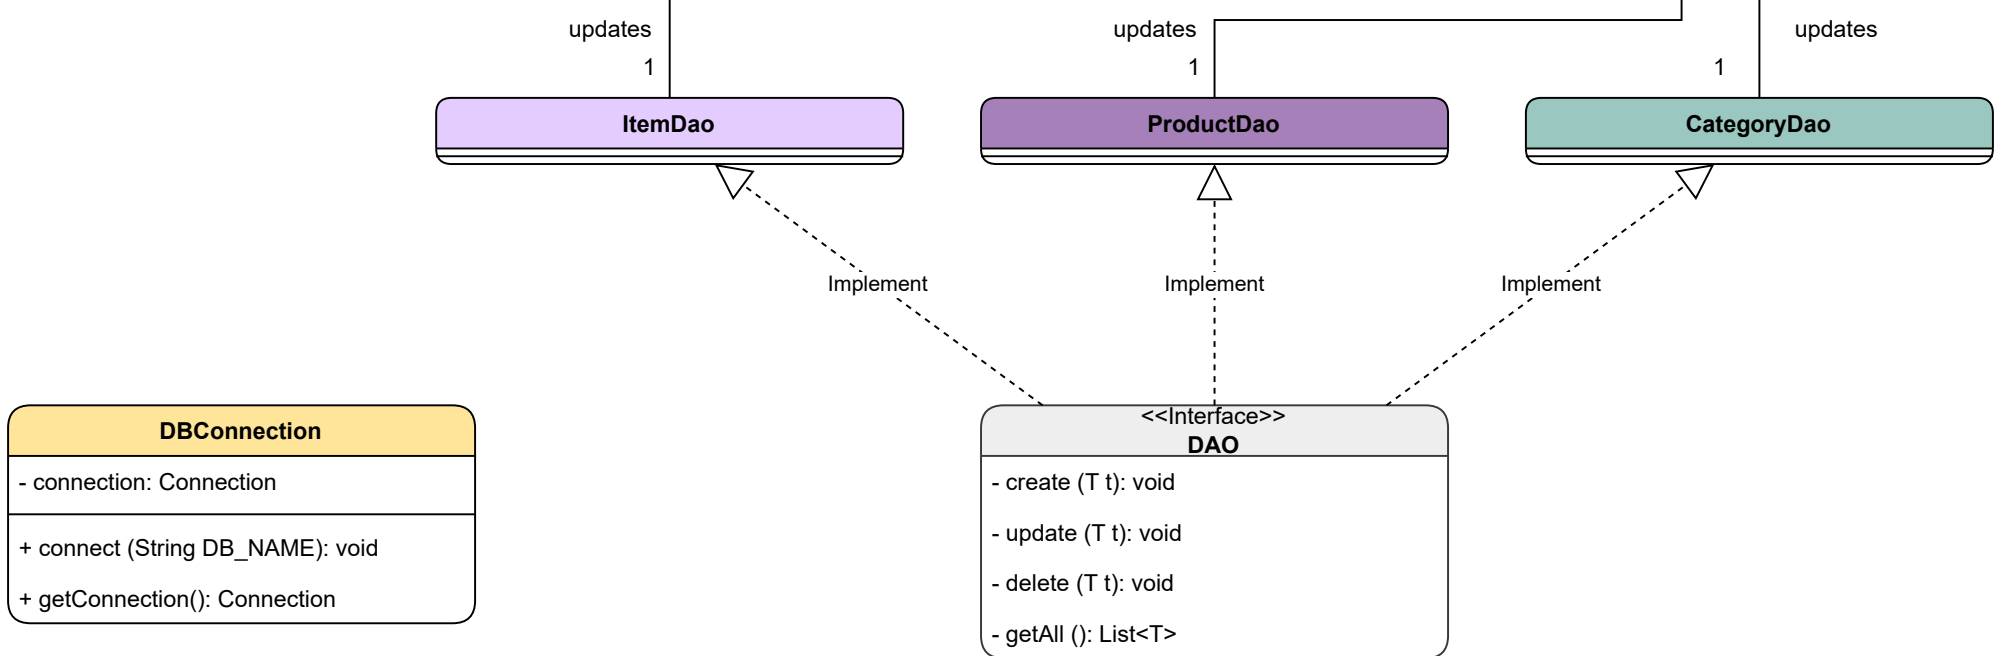 updates
updates
updates
1
1
1
ItemDao
ProductDao
CategoryDao
Implement
Implement
Implement
DBConnection
- connection: Connection
+ connect (String DB_NAME): void
+ getConnection(): Connection
<<Interface>>
DAO
- create (T t): void
- update (T t): void
- delete (T t): void
- getAll (): List<T>